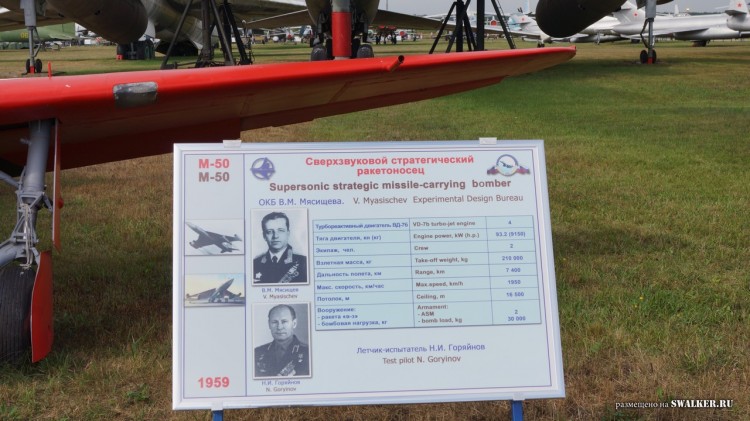 М-50
M-50
Сверхзвуковой стратегический
ракетоносец
Supersonic strategic missile-carrying bomber
ОКБ В.М. Мясищева. V. Myasischev Experimental Design Bureau
Турбореактивный двигатель ВД-7б VD-7b turbo-jet engine 4
Тяга двигателя, кн (кг) Engine power, kW (h.p.) 93.2 (9150)
Экипаж, чел. Crew 2
Взлетная масса, кг Take-off weight, kg 210 000
Дальность полета, км Range, km 7 400
Макс. скорость, км/час Max.speed, km/h 1950
Потолок, м Ceiling, m 16 500
Вооружение: Armament:
- ракета кв-зе - ASM 2
- бомбовая нагрузка, кг - bomb load, kg 30 000
В.М. Мясищев
V. Myasischev
Н.И. Горяйнов
N. Goryinov
Летчик-испытатель Н.И. Горяйнов
Test pilot N. Goryinov
1959
размещено на SWALKER.RU